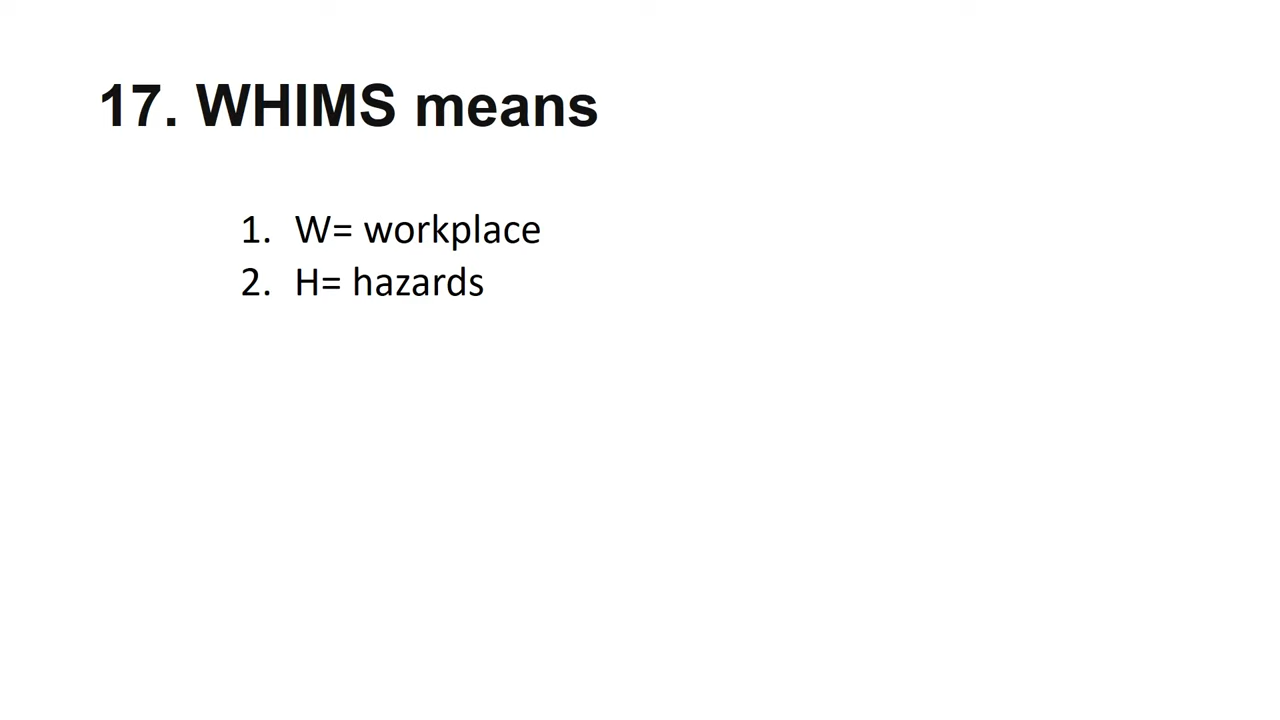 17. WHIMS means
1. W= workplace
2. H= hazards